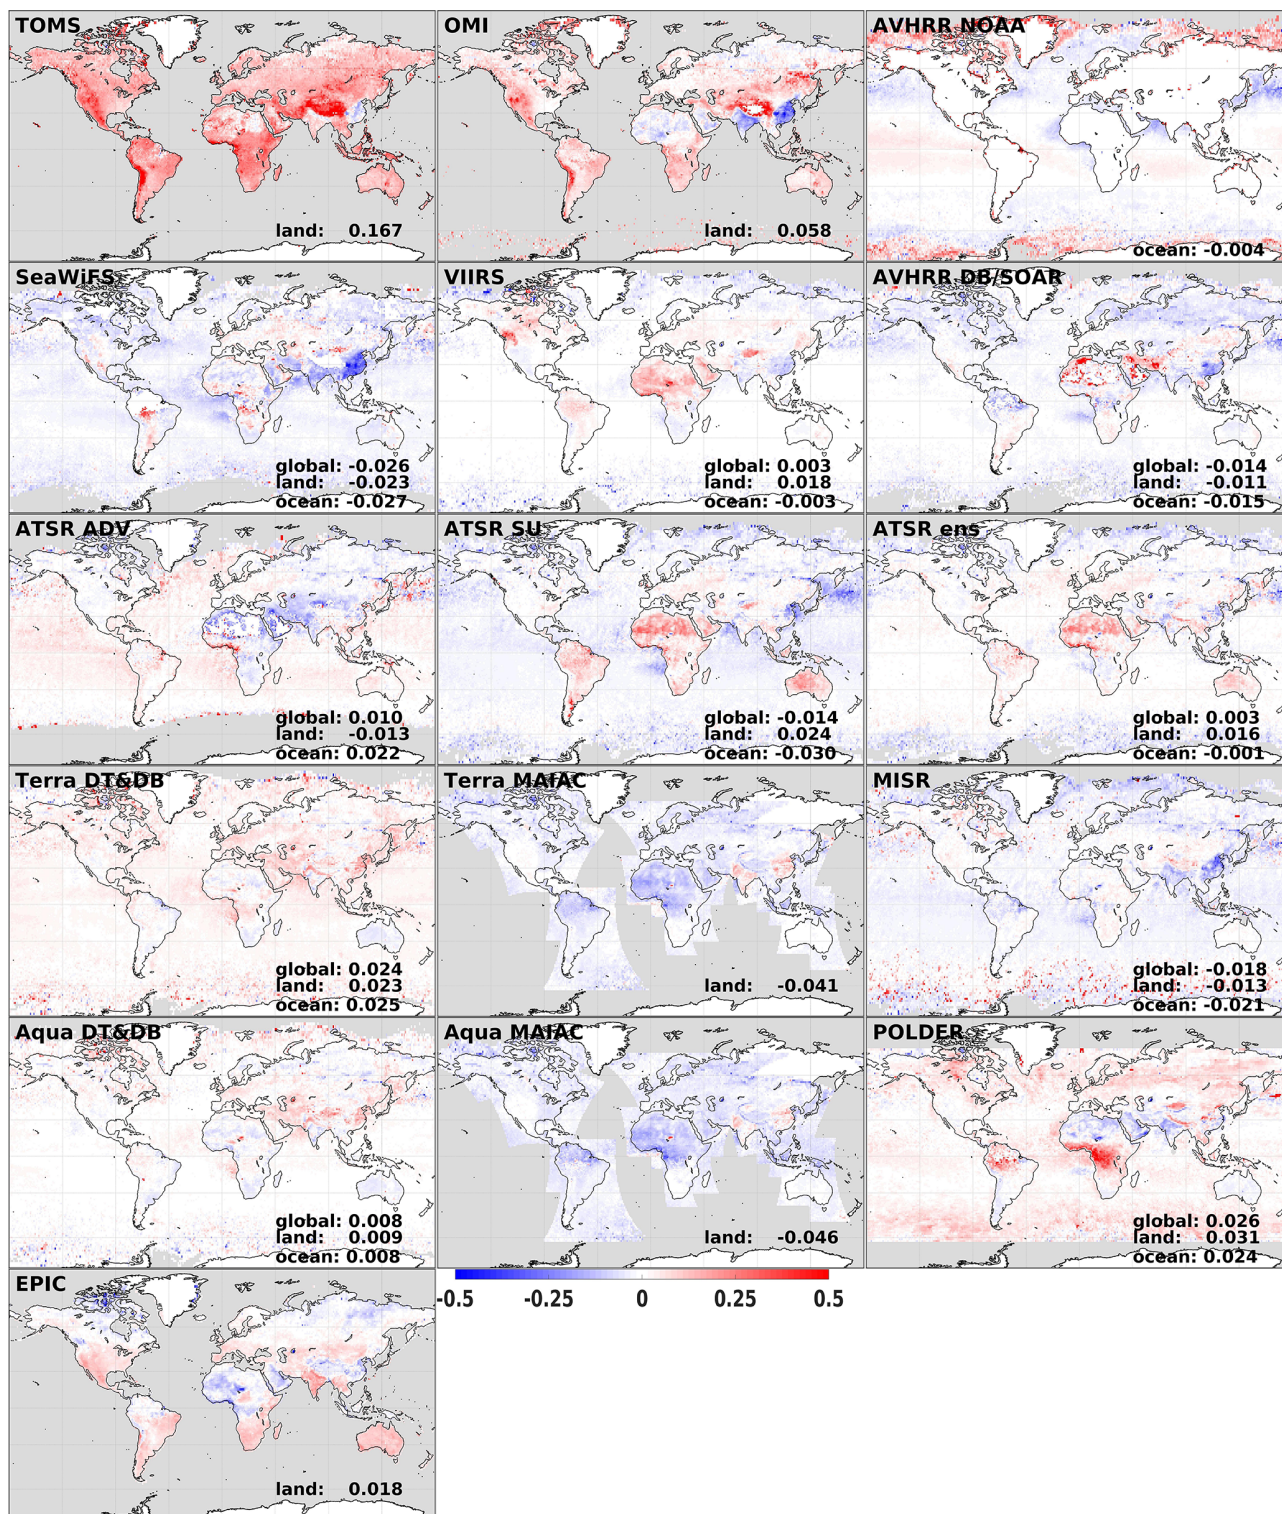 TOMS
land: 0.167
OMI
land: 0.058
AVHRR NOAA
ocean: -0.004
SeaWiFS
global: -0.026
land: -0.023
ocean: -0.027
VIIRS
global: 0.003
land: 0.018
ocean: -0.003
AVHRR DB/SOAR
global: -0.014
land: -0.011
ocean: -0.015
ATSR ADV
global: 0.010
land: -0.013
ocean: 0.022
ATSR SU
global: -0.014
land: 0.024
ocean: -0.030
ATSR ens
global: 0.003
land: 0.016
ocean: -0.001
Terra DT&DB
global: 0.024
land: 0.023
ocean: 0.025
Terra MAIAC
land: -0.041
MISR
global: -0.018
land: -0.013
ocean: -0.021
Aqua DT&DB
global: 0.008
land: 0.009
ocean: 0.008
Aqua MAIAC
land: -0.046
POLDER
global: 0.026
land: 0.031
ocean: 0.024
EPIC
land: 0.018
-0.5 -0.25 0 0.25 0.5